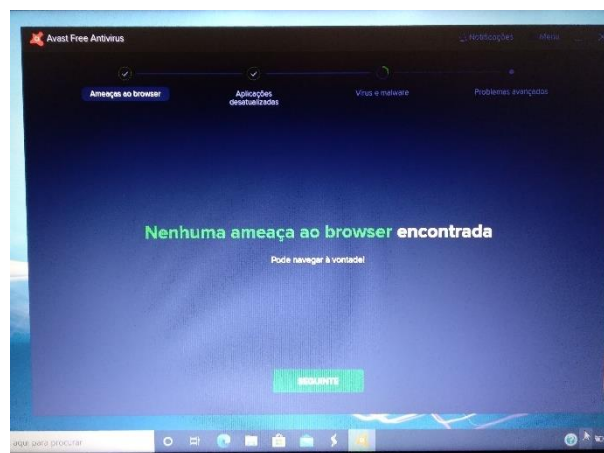 Avast Free Antivirus
Notificações Menu
Ameaças ao browser
Aplicações
desatualizadas
Vírus e malware
Problemas avançados
Nenhuma ameaça ao browser encontrada
Pode navegar à vontade!
SEGUINTE
aqui para procurar